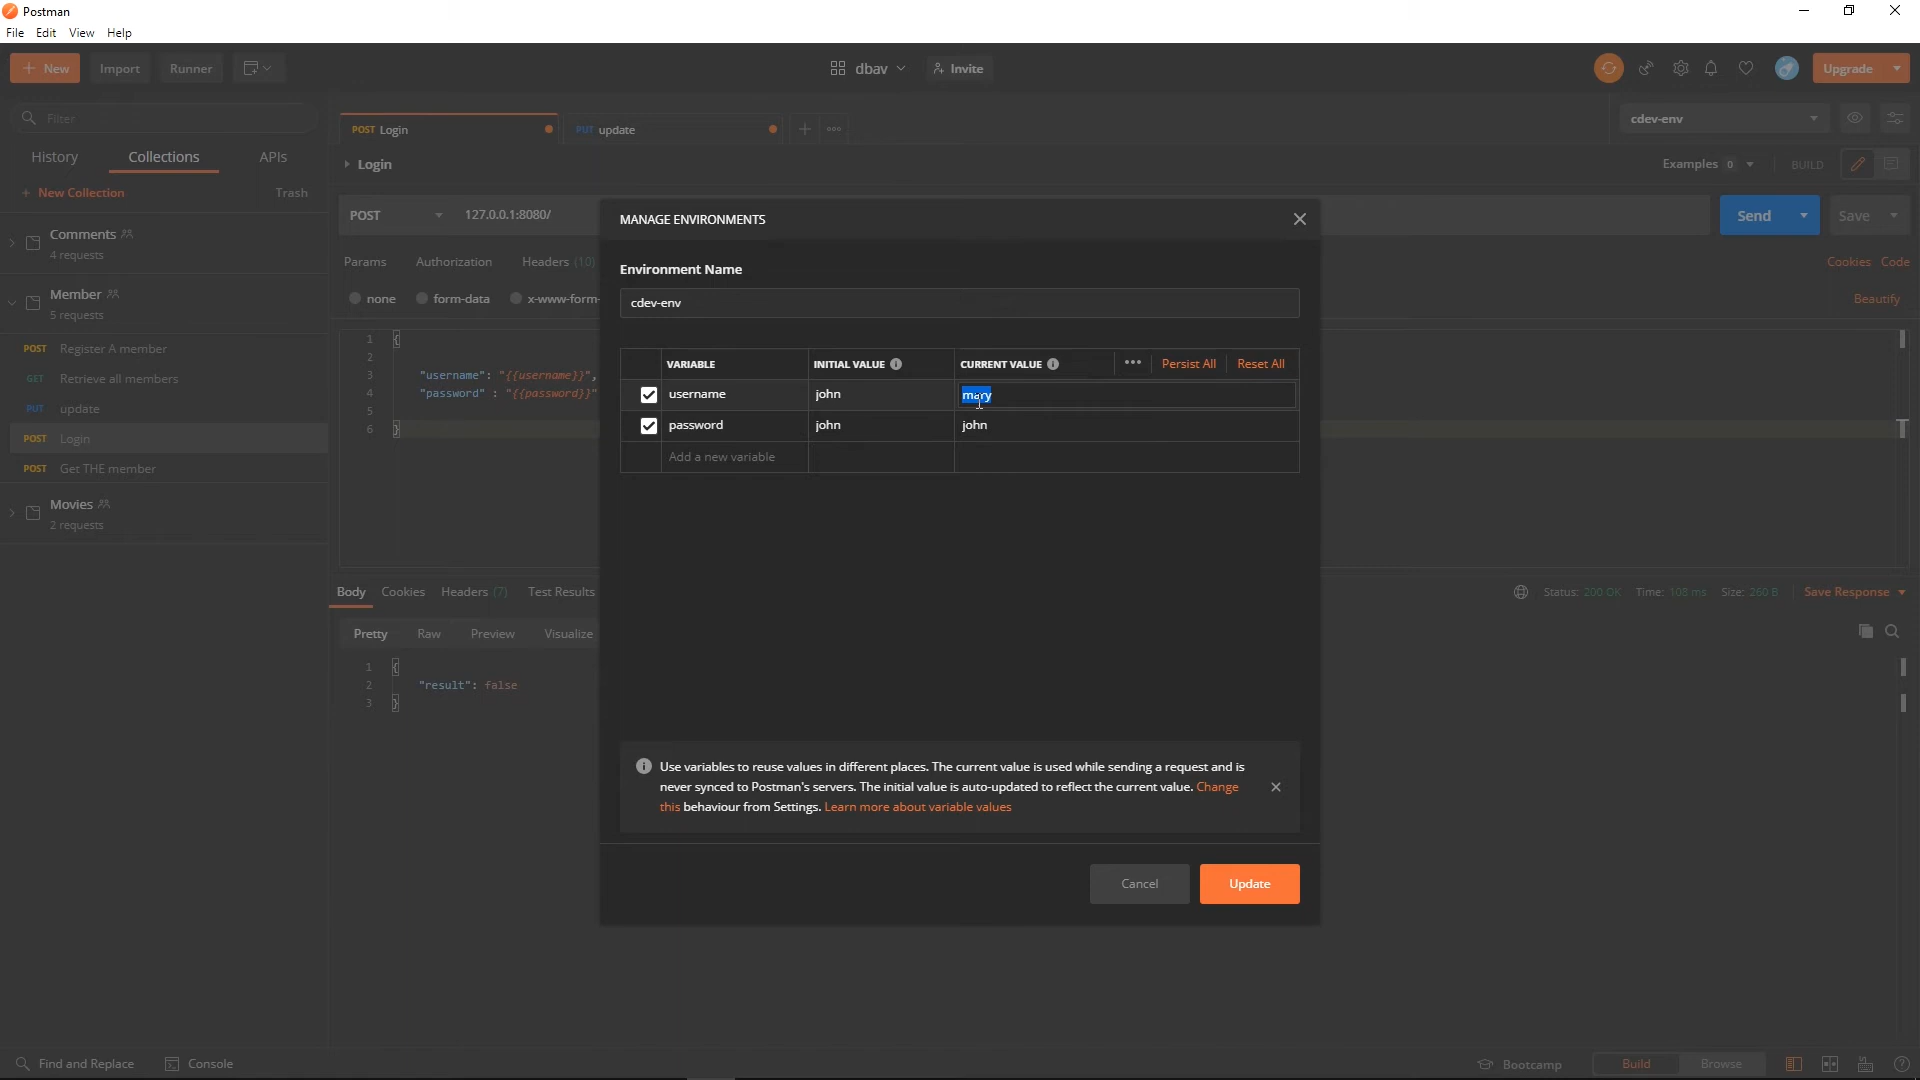 Postman
File Edit View Help
+ New Import Runner dbav Invite Upgrade
Filter
POST Login PUT update + ••• cdev-env
History Collections APIs
Login Examples 0 BUILD
+ New Collection Trash
POST 127.0.0.1:8080/ Send Save
MANAGE ENVIRONMENTS
Comments
4 requests
Params Authorization Headers (10) Cookies Code
Environment Name
none form-data x-www-form- Beautify
cdev-env
Member
5 requests
POST Register A member
GET Retrieve all members
PUT update
POST Login
POST Get THE member
Movies
2 requests
1 {
2
3 "username": "{{username}}",
4 "password" : "{{password}}"
5
6 }
VARIABLE INITIAL VALUE CURRENT VALUE ••• Persist All Reset All
username john mary
password john john
Add a new variable
Body Cookies Headers (7) Test Results Status: 200 OK Time: 108 ms Size: 260 B Save Response
Pretty Raw Preview Visualize
1 {
2 "result": false
3 }
Use variables to reuse values in different places. The current value is used while sending a request and is
never synced to Postman's servers. The initial value is auto-updated to reflect the current value. Change
this behaviour from Settings. Learn more about variable values
Cancel Update
Find and Replace Console Bootcamp Build Browse